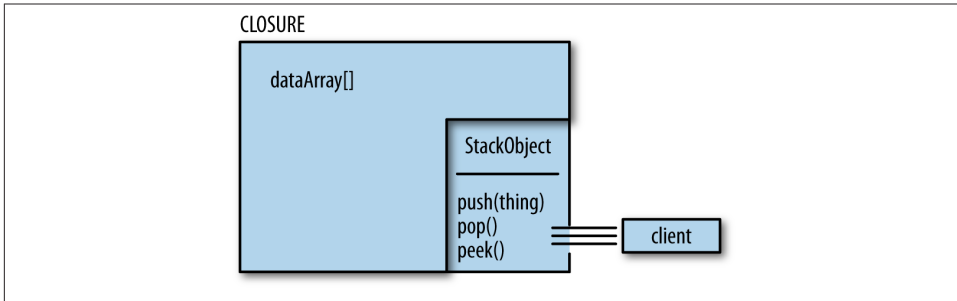 CLOSURE
dataArray[]
StackObject
push(thing)
pop()
peek()
client